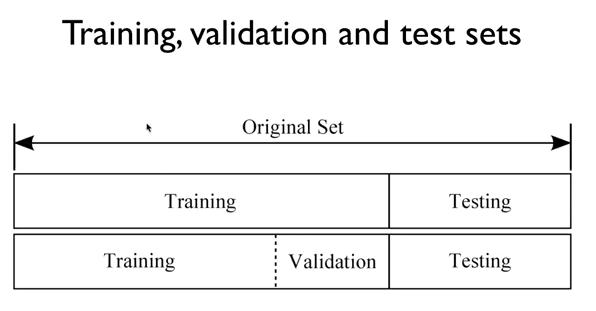 Training, validation and test sets
Original Set
Training Testing
Training Validation Testing